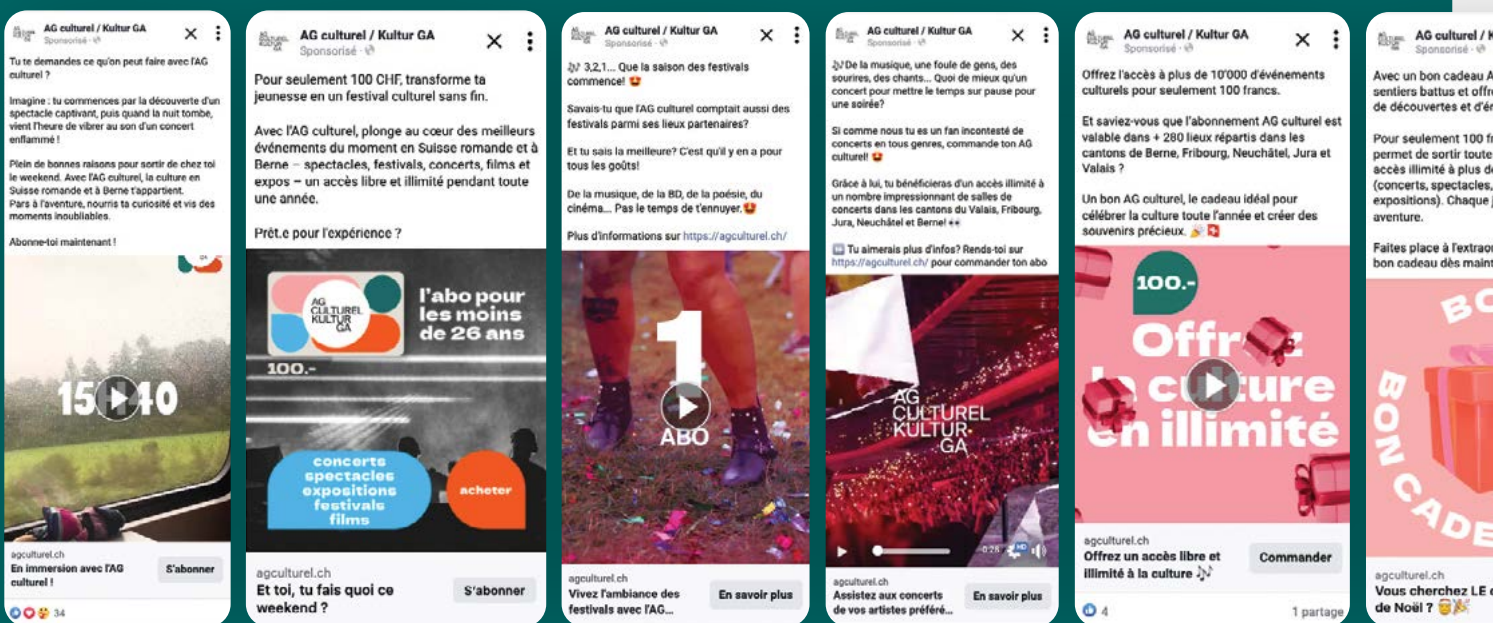 AG culturel / Kultur GA
Sponsorisé
Tu te demandes ce qu'on peut faire avec l'AG
culturel ?
Imagine : tu commences par la découverte d'un
spectacle captivant, puis quand la nuit tombe,
vient l'heure de vibrer au son d'un concert
enflammé !
Plein de bonnes raisons pour sortir de chez toi
le weekend. Avec l'AG culturel, la culture en
Suisse romande et à Berne t'appartient.
Pars à l'aventure, nourris ta curiosité et vis des
moments inoubliables.
Abonne-toi maintenant !
15H40
agculturel.ch
En immersion avec l'AG
culturel !
S'abonner
34
AG culturel / Kultur GA
Sponsorisé
Pour seulement 100 CHF, transforme ta
jeunesse en un festival culturel sans fin.
Avec l'AG culturel, plonge au cœur des meilleurs
événements du moment en Suisse romande et à
Berne – spectacles, festivals, concerts, films et
expos – un accès libre et illimité pendant toute
une année.
Prêt.e pour l'expérience ?
AG
CULTUREL
KULTUR
GA
l'abo pour
les moins
de 26 ans
100.-
concerts
spectacles
expositions
festivals
films
acheter
agculturel.ch
Et toi, tu fais quoi ce
weekend ?
S'abonner
AG culturel / Kultur GA
Sponsorisé
3,2,1... Que la saison des festivals
commence!
Savais-tu que l'AG culturel comptait aussi des
festivals parmi ses lieux partenaires?
Et tu sais la meilleure? C'est qu'il y en a pour
tous les goûts!
De la musique, de la BD, de la poésie, du
cinéma... Pas le temps de t'ennuyer.
Plus d'informations sur https://agculturel.ch/
1
ABO
agculturel.ch
Vivez l'ambiance des
festivals avec l'AG...
En savoir plus
AG culturel / Kultur GA
Sponsorisé
De la musique, une foule de gens, des
sourires, des chants... Quoi de mieux qu'un
concert pour mettre le temps sur pause pour
une soirée?
Si comme nous tu es un fan incontesté de
concerts en tous genres, commande ton AG
culturel!
Grâce à lui, tu bénéficieras d'un accès illimité à
un nombre impressionnant de salles de
concerts dans les cantons du Valais, Fribourg,
Jura, Neuchâtel et Berne!
Tu aimerais plus d'infos? Rends-toi sur
https://agculturel.ch/ pour commander ton abo
AG
CULTUREL
KULTUR
GA
0:26
HD
agculturel.ch
Assistez aux concerts
de vos artistes préféré...
En savoir plus
AG culturel / Kultur GA
Sponsorisé
Offrez l'accès à plus de 10'000 d'événements
culturels pour seulement 100 francs.
Et saviez-vous que l'abonnement AG culturel est
valable dans + 280 lieux répartis dans les
cantons de Berne, Fribourg, Neuchâtel, Jura et
Valais ?
Un bon AG culturel, le cadeau idéal pour
célébrer la culture toute l'année et créer des
souvenirs précieux.
100.-
Offrez
la culture
en illimité
agculturel.ch
Offrez un accès libre et
illimité à la culture
Commander
4
1 partage
AG culturel / K
Sponsorisé
Avec un bon cadeau A
sentiers battus et offre
de découvertes et d'é
Pour seulement 100 fr
permet de sortir toute
accès illimité à plus de
(concerts, spectacles,
expositions). Chaque j
aventure.
Faites place à l'extraor
bon cadeau dès maint
BO
BON CADE
agculturel.ch
Vous cherchez LE c
de Noël ?